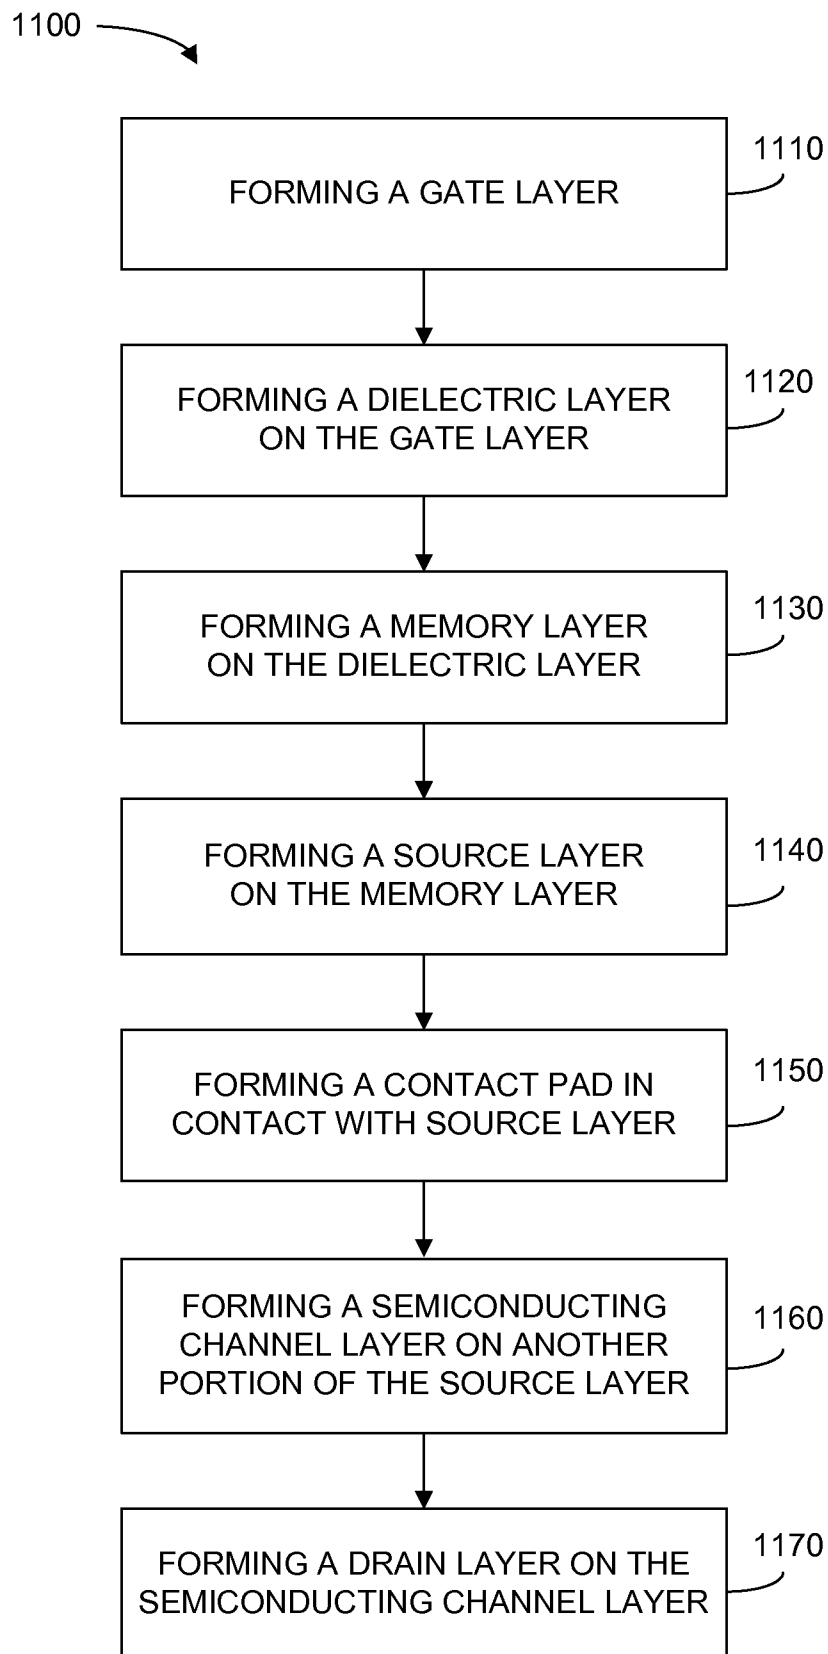 1100
1110
FORMING A GATE LAYER
1120
FORMING A DIELECTRIC LAYER
ON THE GATE LAYER
1130
FORMING A MEMORY LAYER
ON THE DIELECTRIC LAYER
1140
FORMING A SOURCE LAYER
ON THE MEMORY LAYER
1150
FORMING A CONTACT PAD IN
CONTACT WITH SOURCE LAYER
1160
FORMING A SEMICONDUCTING
CHANNEL LAYER ON ANOTHER
PORTION OF THE SOURCE LAYER
1170
FORMING A DRAIN LAYER ON THE
SEMICONDUCTING CHANNEL LAYER